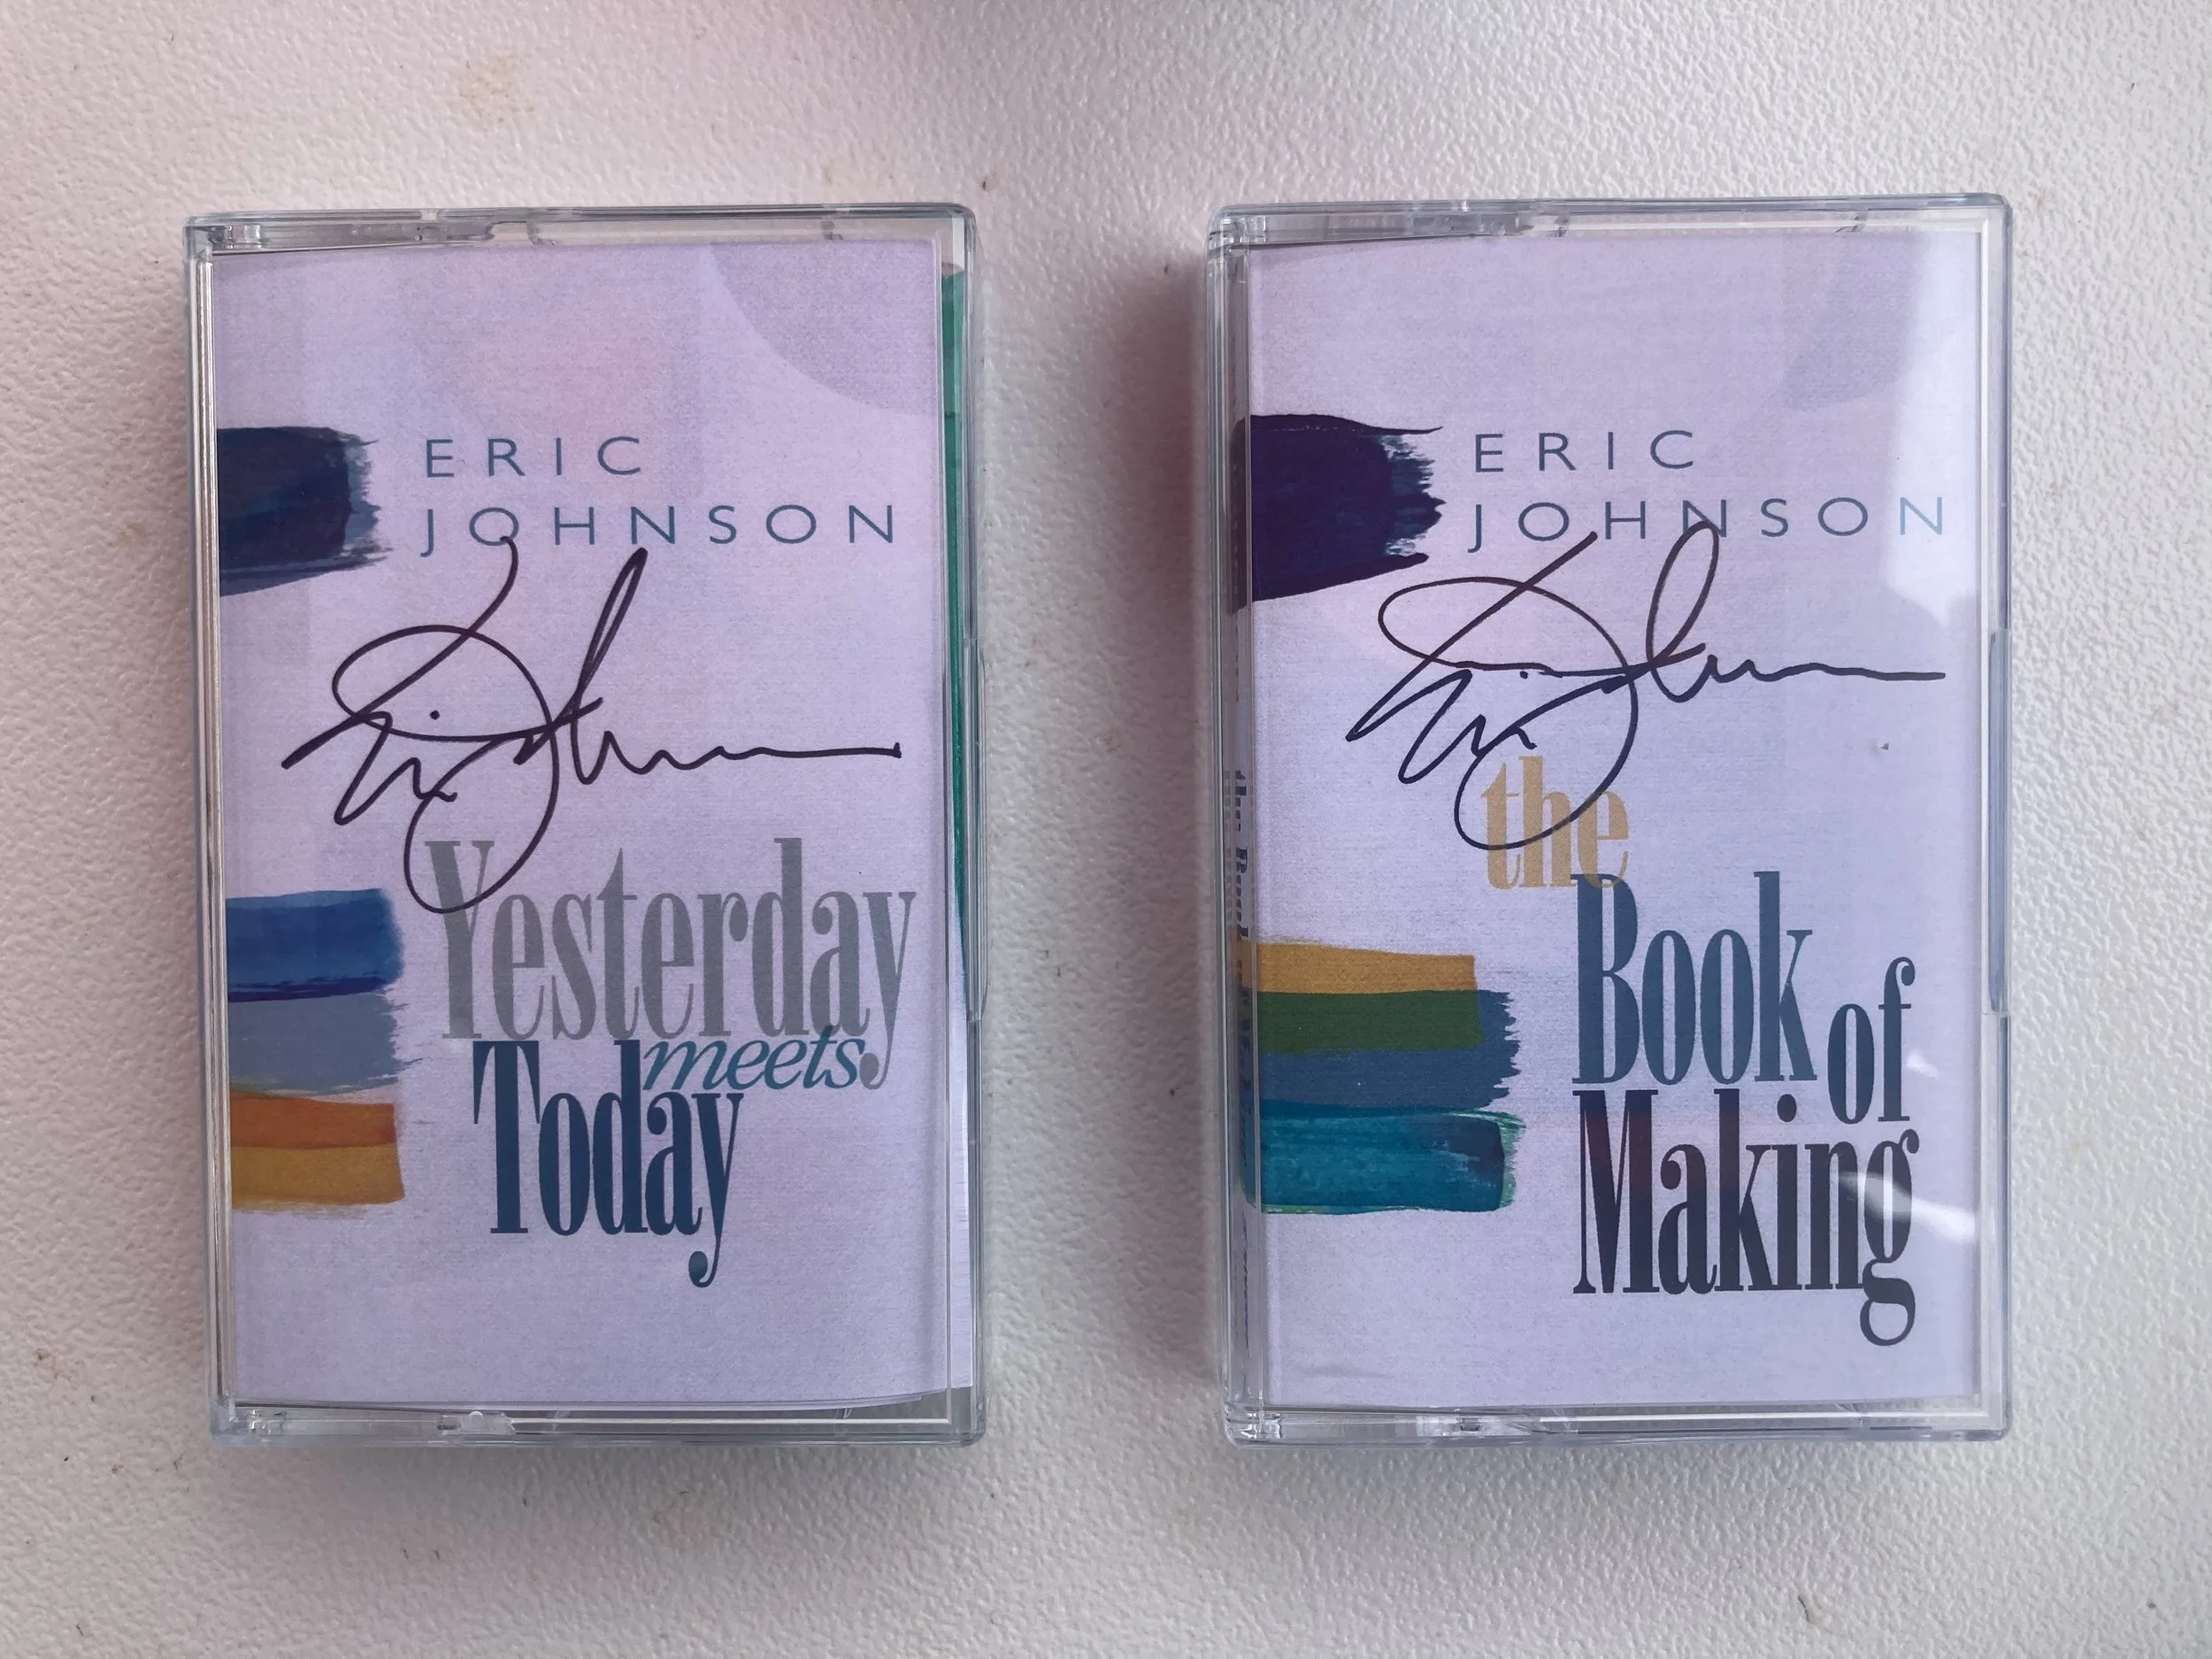 ERIC
JOHNSON
Yesterday
meets
Today
ERIC
JOHNSON
the
Book of
Making